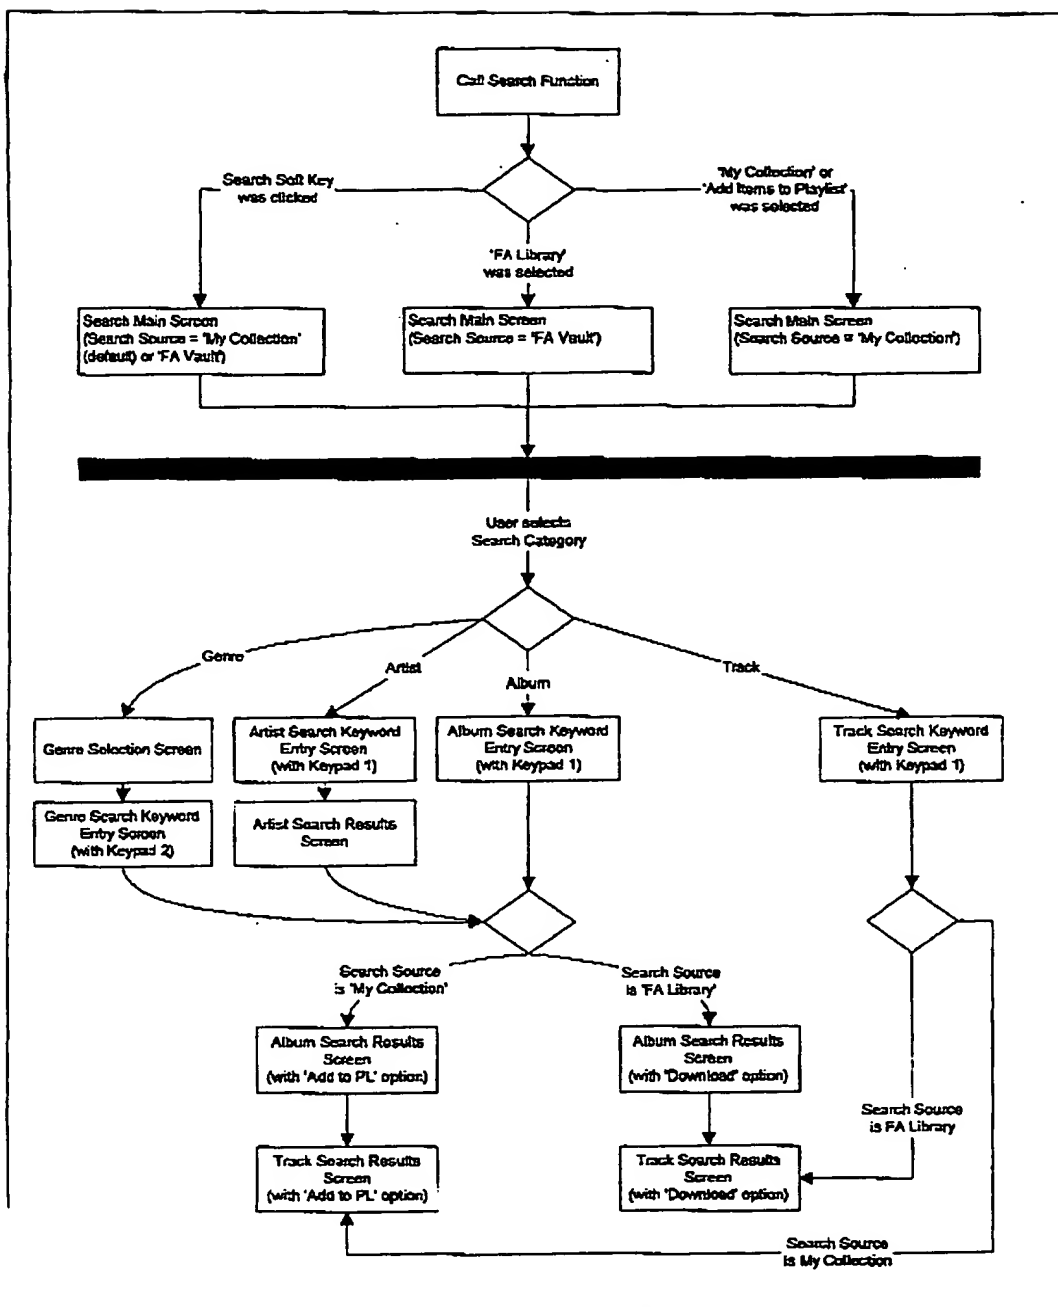 Call Search Function
Search Soft Key
was clicked
'My Collection' or
'Add Items to Playlist'
was selected
'FA Library'
was selected
Search Main Screen
(Search Source = 'My Collection'
(default) or 'FA Vault')
Search Main Screen
(Search Source = 'FA Vault')
Search Main Screen
(Search Source = 'My Collection')
User selects
Search Category
Genre
Artist
Album
Track
Genre Selection Screen
Artist Search Keyword
Entry Screen
(with Keypad 1)
Album Search Keyword
Entry Screen
(with Keypad 1)
Track Search Keyword
Entry Screen
(with Keypad 1)
Genre Search Keyword
Entry Screen
(with Keypad 2)
Artist Search Results
Screen
Search Source
is 'My Collection'
Search Source
is 'FA Library'
Album Search Results
Screen
(with 'Add to PL' option)
Album Search Results
Screen
(with 'Download' option)
Search Source
is FA Library
Track Search Results
Screen
(with 'Add to PL' option)
Track Search Results
Screen
(with 'Download' option)
Search Source
is My Collection